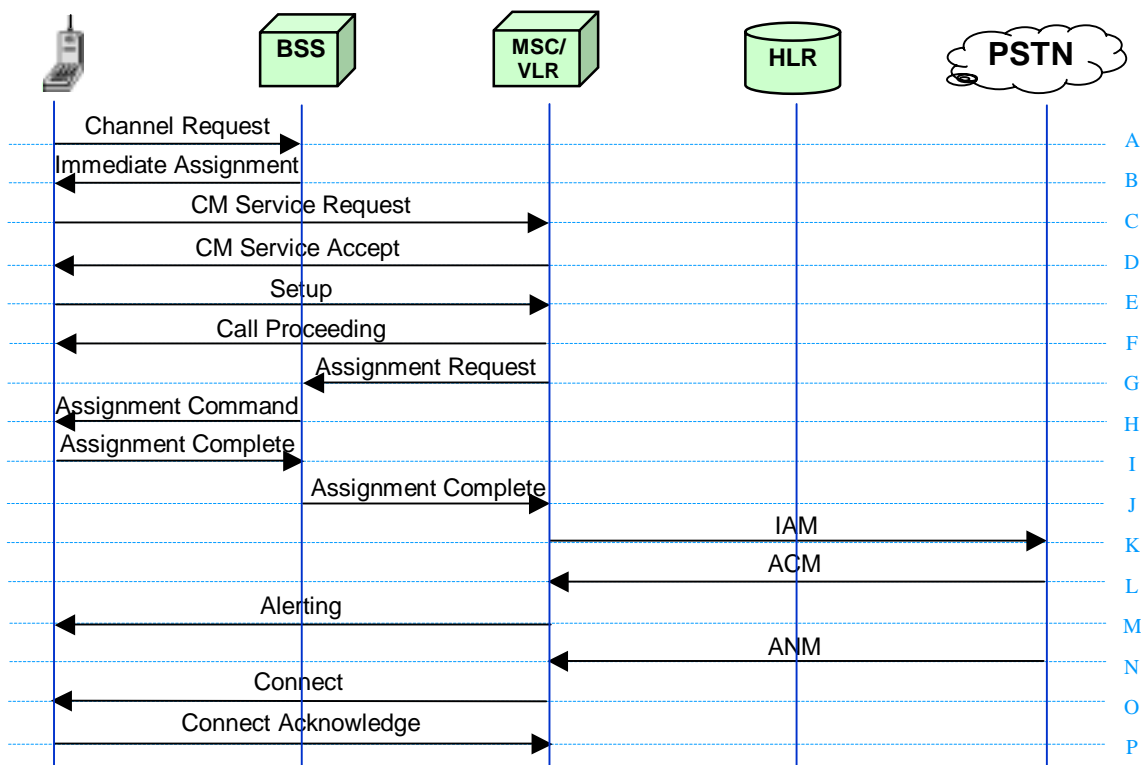 BSS
MSC/
VLR
HLR
PSTN
Channel Request
A
Immediate Assignment
B
CM Service Request
C
CM Service Accept
D
Setup
E
Call Proceeding
F
Assignment Request
G
Assignment Command
H
Assignment Complete
I
Assignment Complete
J
IAM
K
ACM
L
Alerting
M
ANM
N
Connect
O
Connect Acknowledge
P